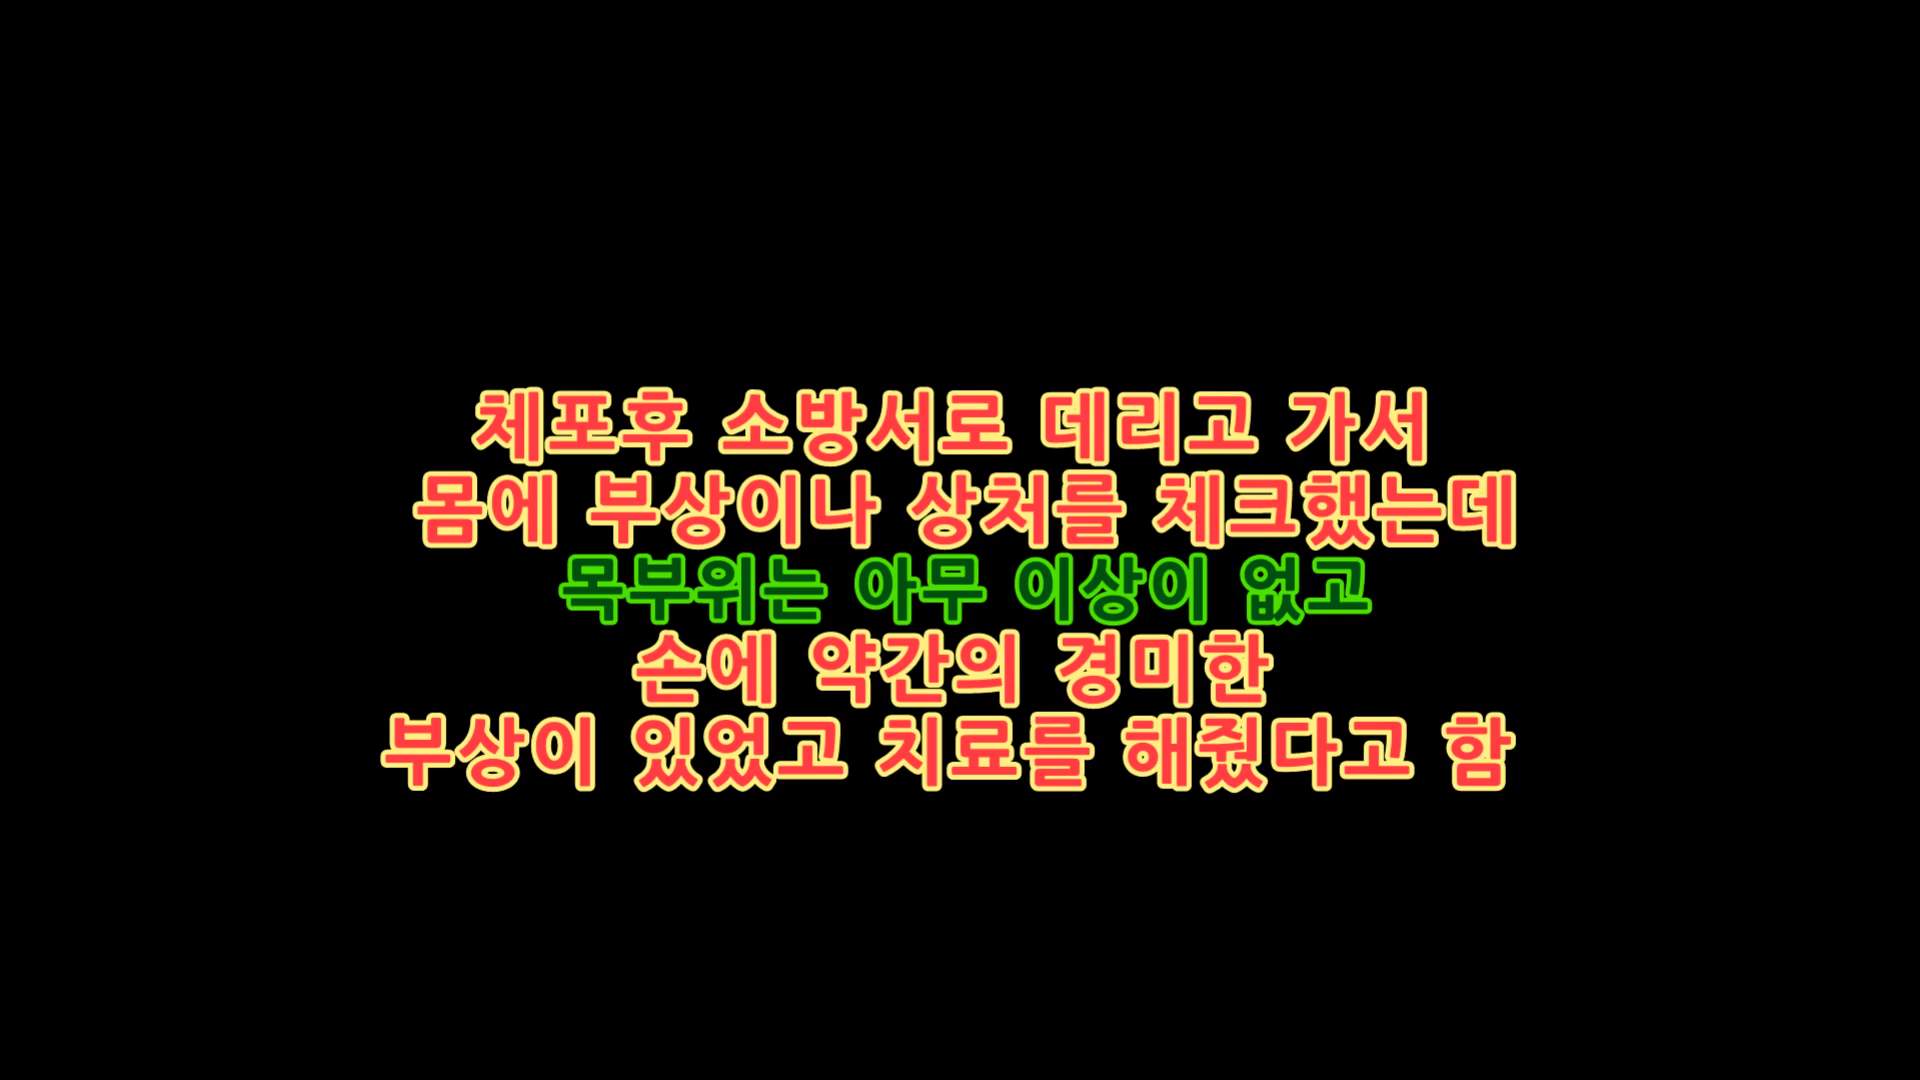 체포후 소방서로 데리고 가서
몸에 부상이나 상처를 체크했는데
목부위는 아무 이상이 없고
손에 약간의 경미한
부상이 있었고 치료를 해줬다고 함